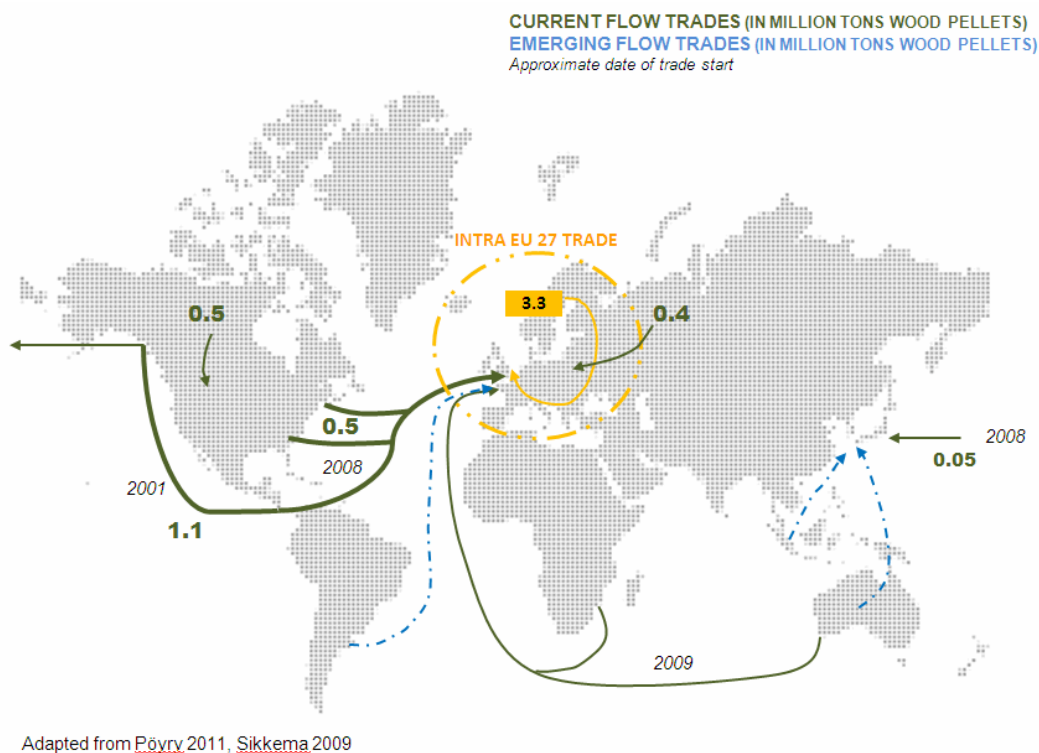 CURRENT FLOW TRADES (IN MILLION TONS WOOD PELLETS)
EMERGING FLOW TRADES (IN MILLION TONS WOOD PELLETS)
Approximate date of trade start
INTRA EU 27 TRADE
3.3
0.5
0.4
0.5
2008
2008
0.05
2001
1.1
2009
Adapted from Pöyry 2011, Sikkema 2009